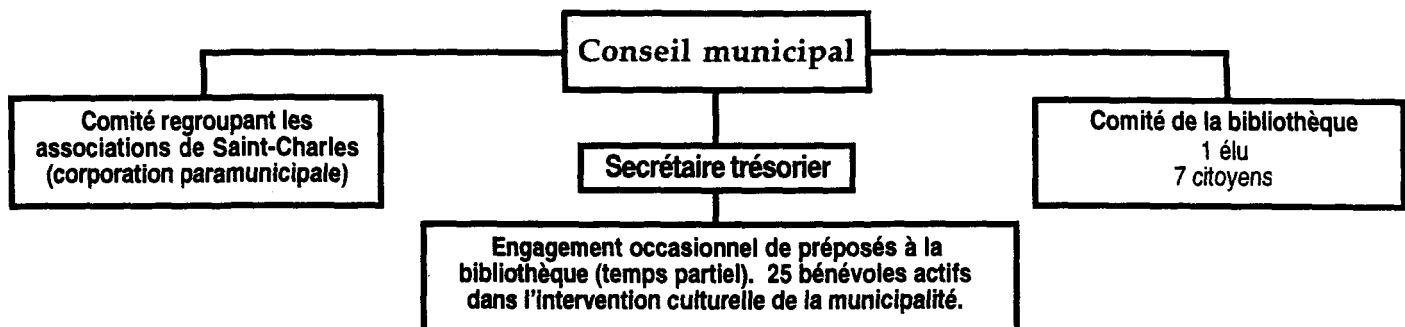 Conseil municipal
Comité regroupant les
associations de Saint-Charles
(corporation paramunicipale)
Secrétaire trésorier
Comité de la bibliothèque
1 élu
7 citoyens
Engagement occasionnel de préposés à la
bibliothèque (temps partiel). 25 bénévoles actifs
dans l'intervention culturelle de la municipalité.